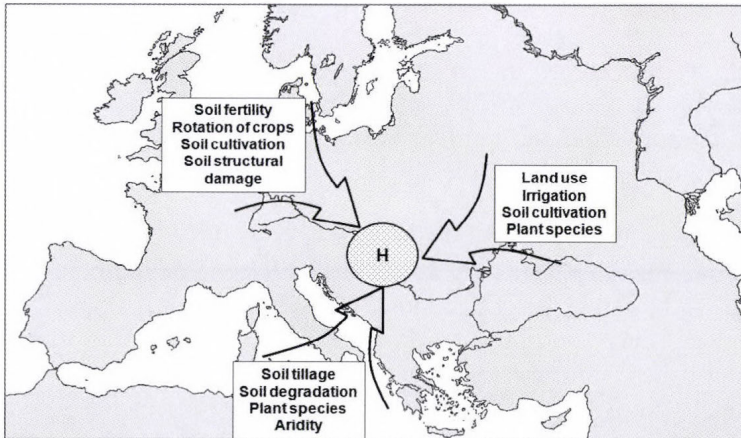 Soil fertility
Rotation of crops
Soil cultivation
Soil structural
damage
Land use
Irrigation
Soil cultivation
Plant species
H
Soil tillage
Soil degradation
Plant species
Aridity